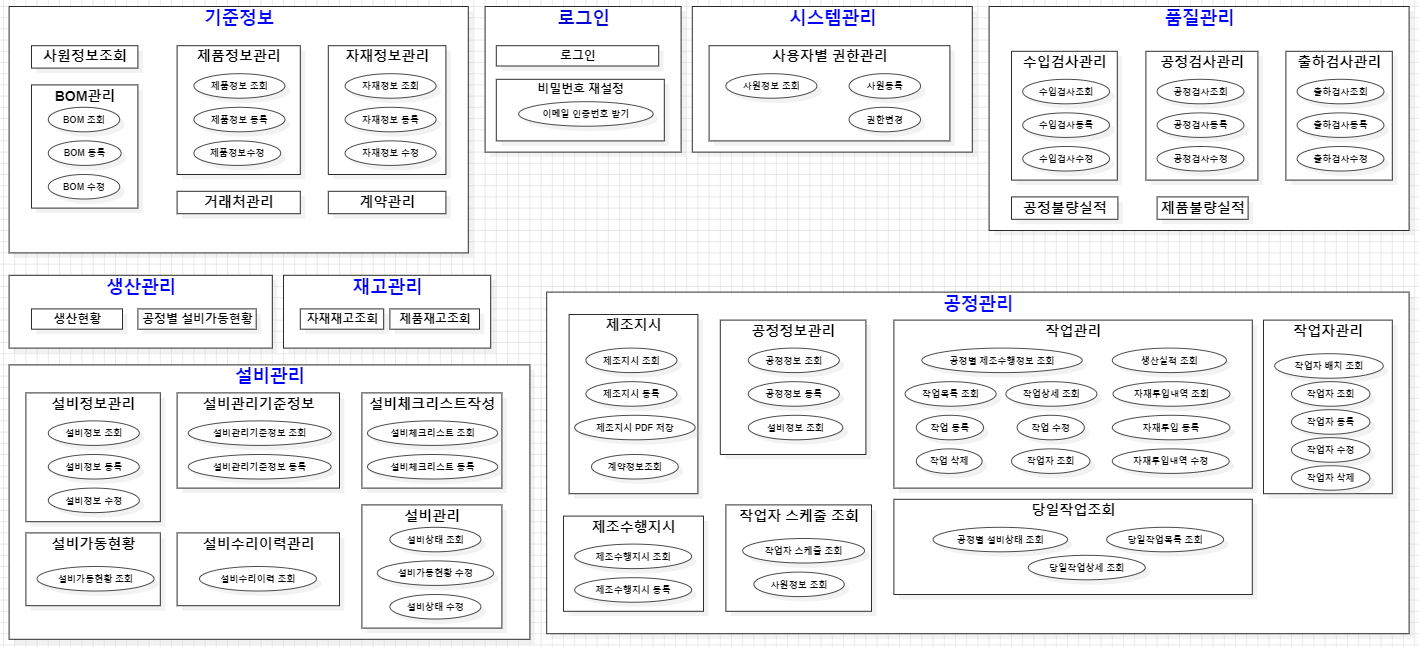 기준정보
사원정보조회
BOM관리
BOM 조회
BOM 등록
BOM 수정
제품정보관리
제품정보 조회
제품정보 등록
제품정보수정
자재정보관리
자재정보 조회
자재정보 등록
자재정보 수정
거래처관리
계약관리
로그인
로그인
비밀번호 재설정
이메일 인증번호 받기
시스템관리
사용자별 권한관리
사원정보 조회
사원등록
권한변경
품질관리
수입검사관리
수입검사조회
수입검사등록
수입검사수정
공정검사관리
공정검사조회
공정검사등록
공정검사수정
출하검사관리
출하검사조회
출하검사등록
출하검사수정
공정불량실적
제품불량실적
생산관리
생산현황
공정별 설비가동현황
재고관리
자재재고조회
제품재고조회
설비관리
설비정보관리
설비정보 조회
설비정보 등록
설비정보 수정
설비관리기준정보
설비관리기준정보 조회
설비관리기준정보 등록
설비체크리스트작성
설비체크리스트 조회
설비체크리스트 등록
설비가동현황
설비가동현황 조회
설비수리이력관리
설비수리이력 조회
설비관리
설비상태 조회
설비가동현황 수정
설비상태 수정
공정관리
제조지시
제조지시 조회
제조지시 등록
제조지시 PDF 저장
계약정보조회
공정정보관리
공정정보 조회
공정정보 등록
설비정보 조회
작업관리
공정별 제조수행정보 조회
생산실적 조회
작업목록 조회
작업상세 조회
자재투입내역 조회
작업 등록
작업 수정
자재투입 등록
작업 삭제
작업자 조회
자재투입내역 수정
작업자관리
작업자 배치 조회
작업자 조회
작업자 등록
작업자 수정
작업자 삭제
제조수행지시
제조수행지시 조회
제조수행지시 등록
작업자 스케줄 조회
작업자 스케줄 조회
사원정보 조회
당일작업조회
공정별 설비상태 조회
당일작업목록 조회
당일작업상세 조회